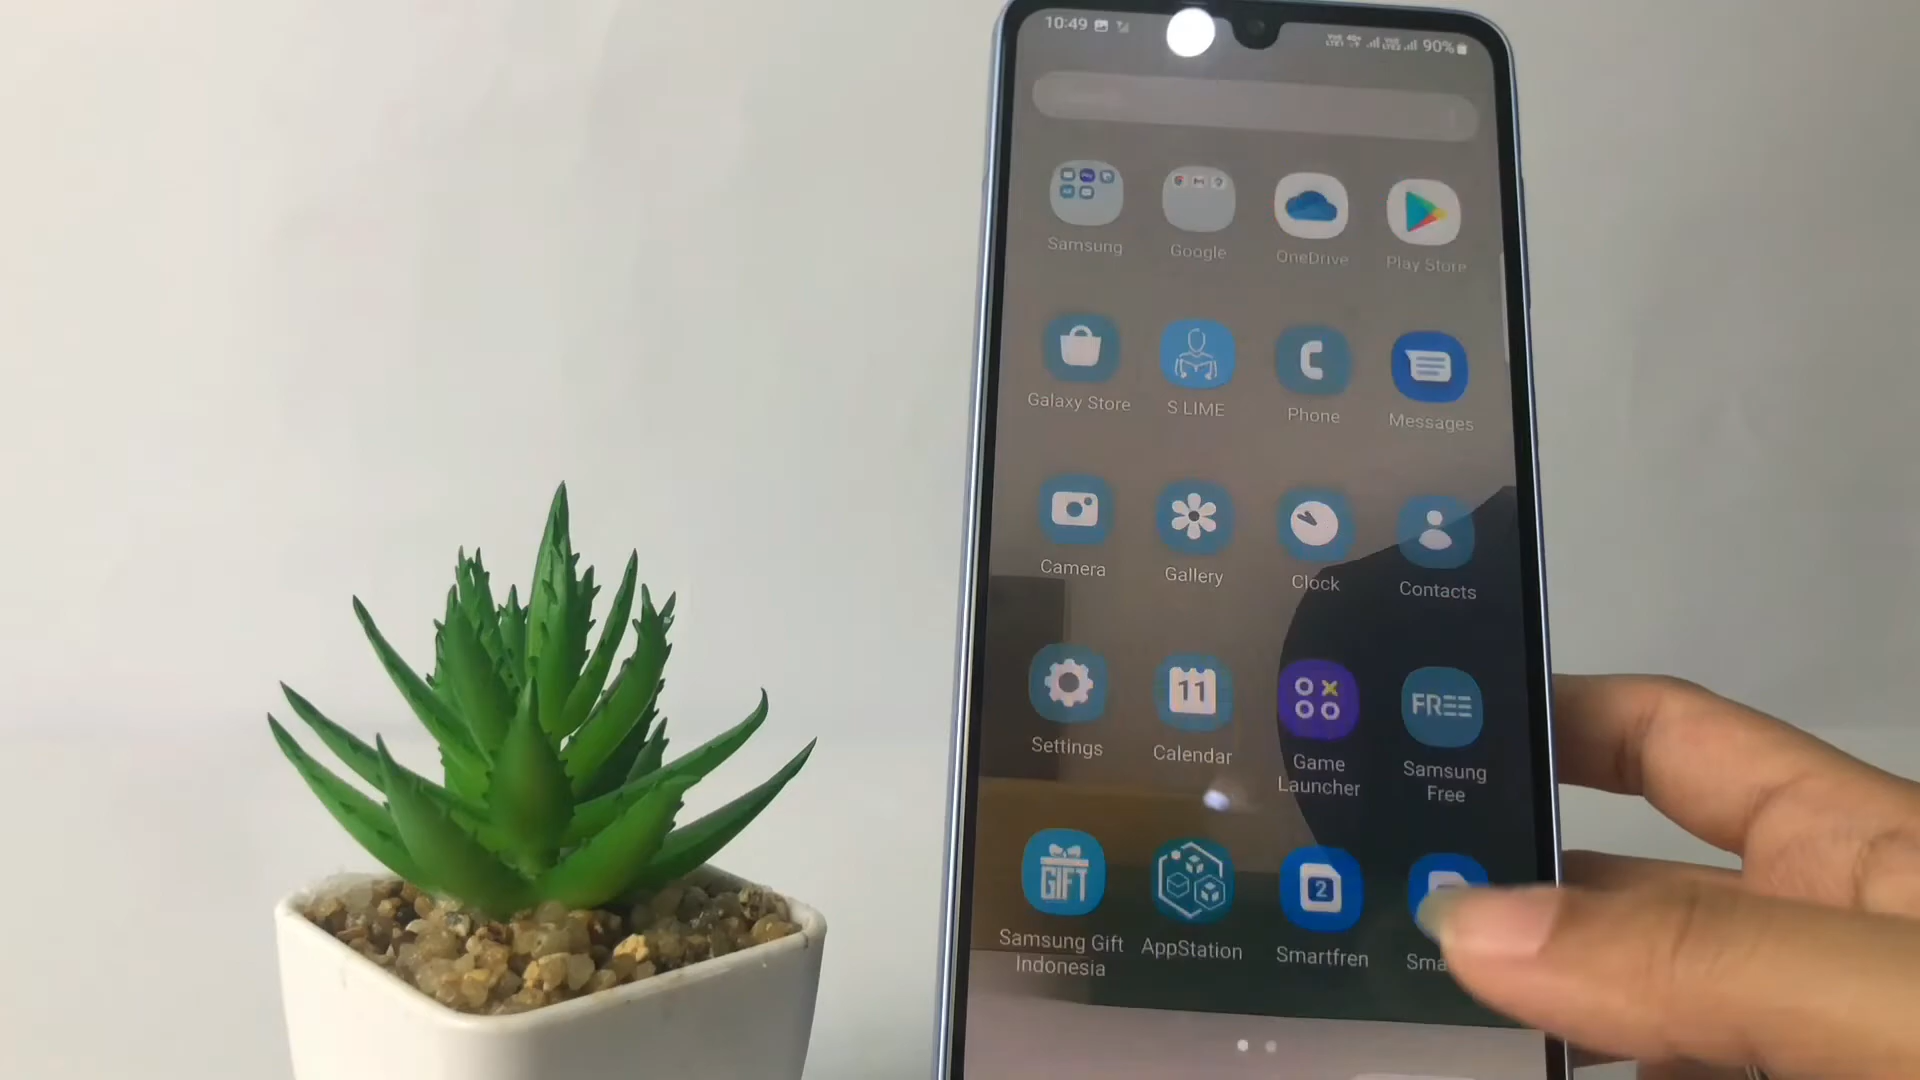 10:49
90%
Samsung
Google
OneDrive
Play Store
Galaxy Store
S LIME
Phone
Messages
Camera
Gallery
Clock
Contacts
11
FREE
Settings
Calendar
Game
Launcher
Samsung
Free
GIFT
2
Samsung Gift
Indonesia
AppStation
Smartfren